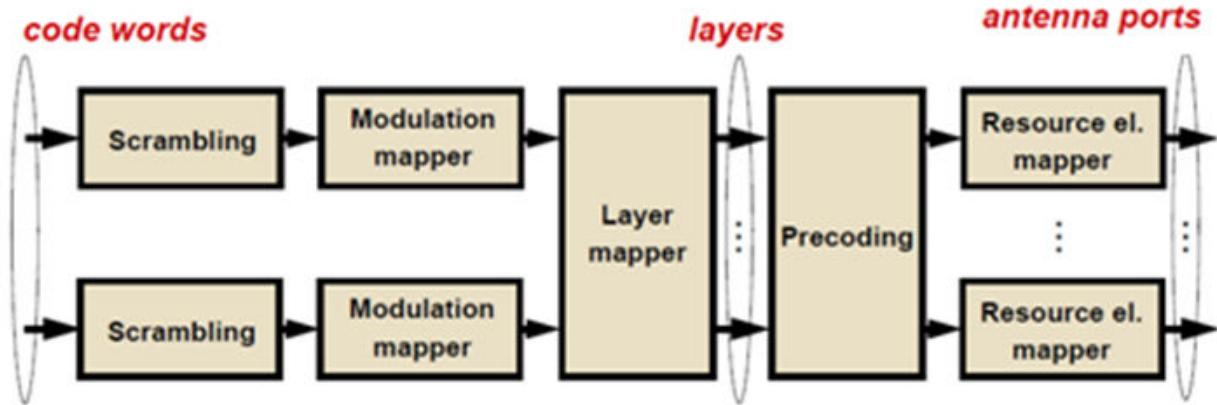 code words
layers
antenna ports
Scrambling
Modulation
mapper
Layer
mapper
Precoding
Resource el.
mapper
⋮
⋮
⋮
Scrambling
Modulation
mapper
Resource el.
mapper